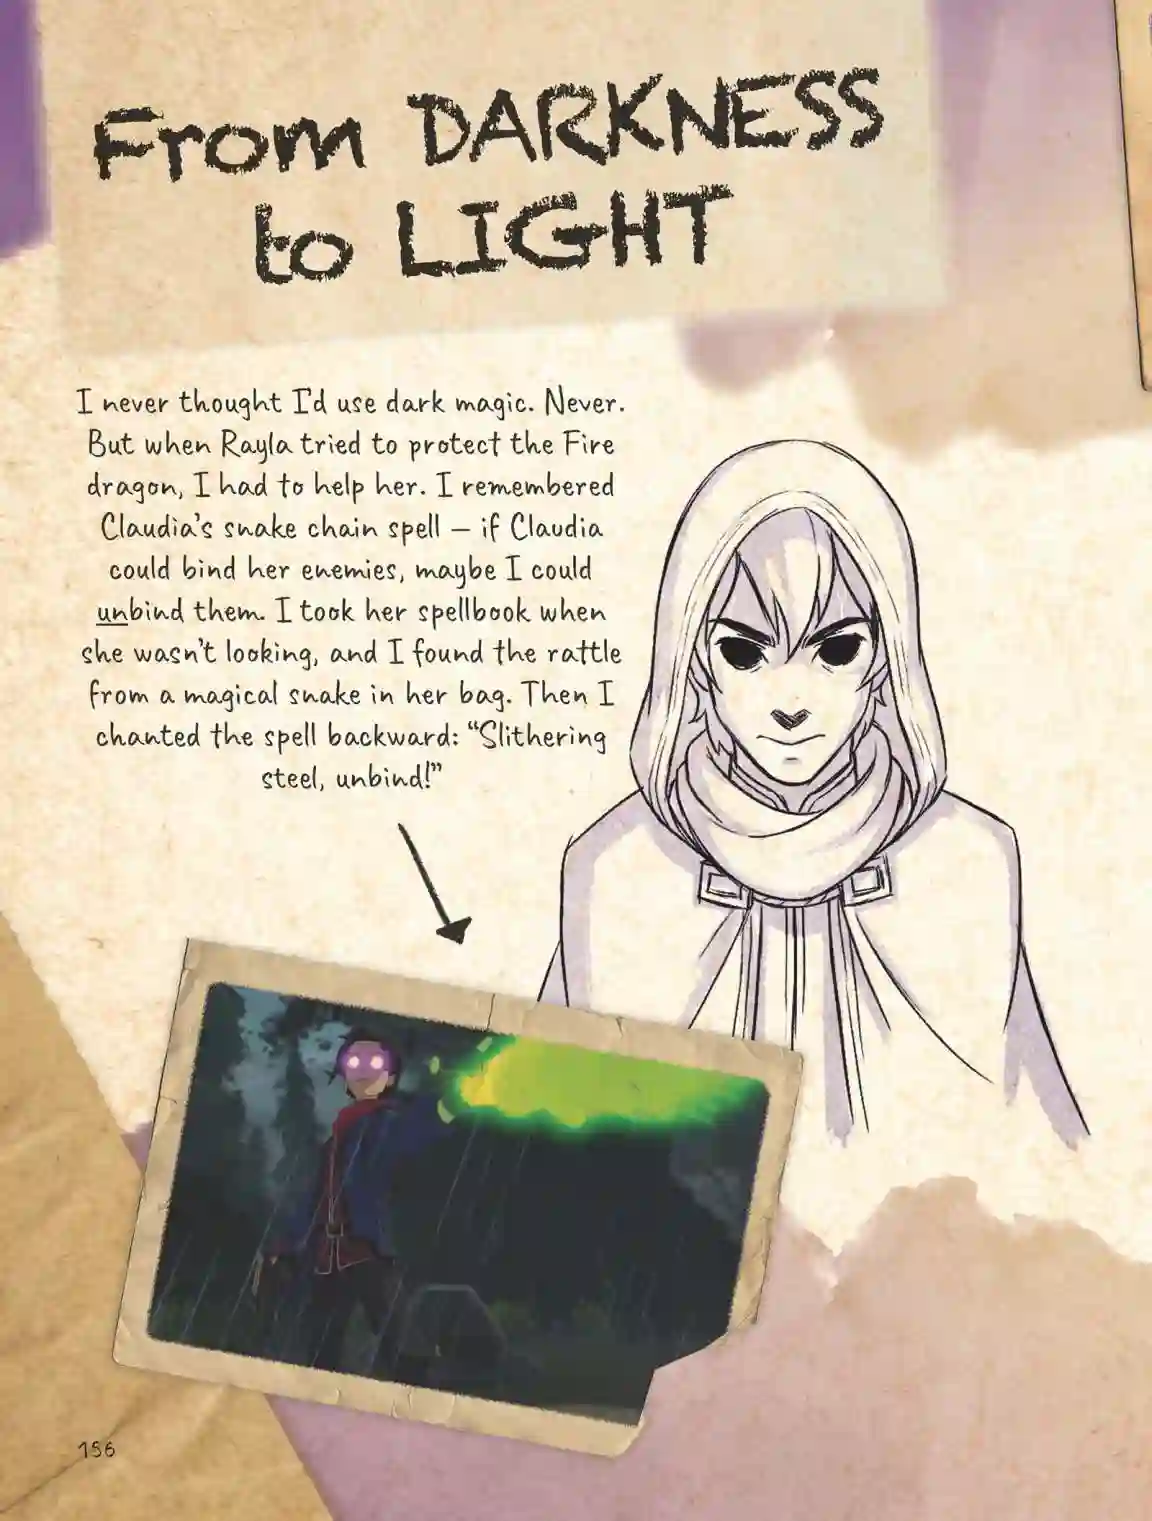 From DARKNESS
to LIGHT
I never thought I'd use dark magic. Never.
But when Rayla tried to protect the Fire
dragon, I had to help her. I remembered
Claudia's snake chain spell – if Claudia
could bind her enemies, maybe I could
unbind them. I took her spellbook when
she wasn't looking, and I found the rattle
from a magical snake in her bag. Then I
chanted the spell backward: “Slithering
steel, unbind!”
156